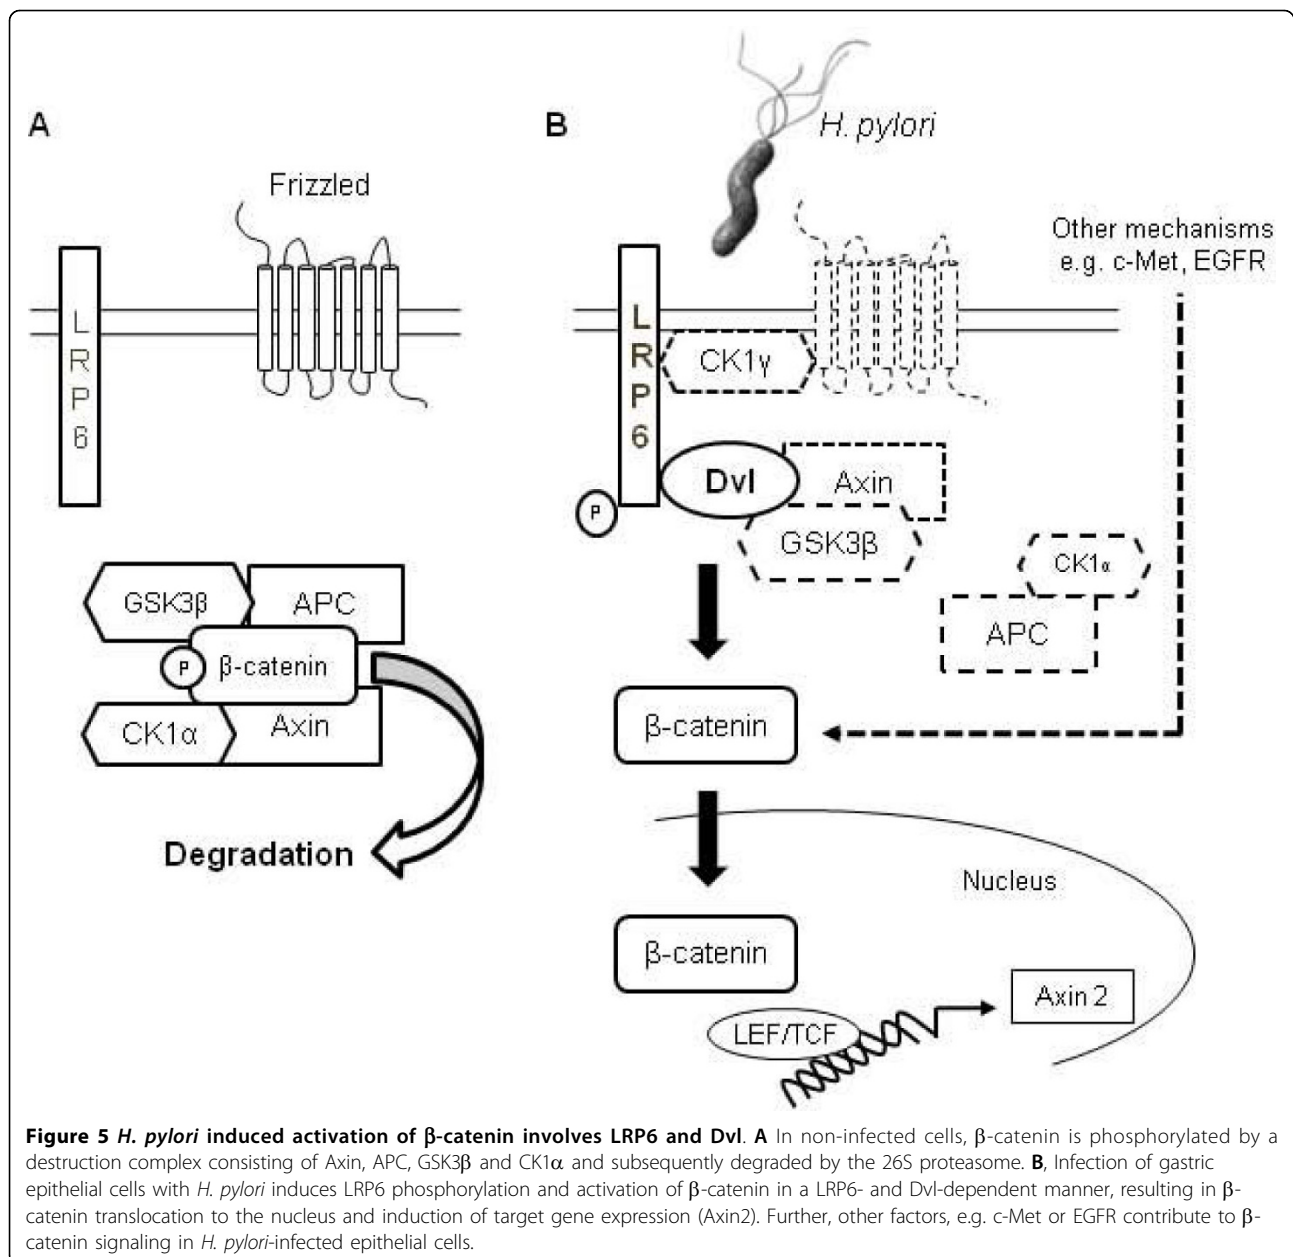 A
Frizzled
L
R
P
6
GSK3β
APC
P
β-catenin
CK1α
Axin
Degradation
B
H. pylori
Other mechanisms
e.g. c-Met, EGFR
L
R
P
6
CK1γ
Dvl
Axin
P
GSK3β
CK1α
APC
β-catenin
Nucleus
β-catenin
Axin 2
LEF/TCF
Figure 5 H. pylori induced activation of β-catenin involves LRP6 and Dvl. A In non-infected cells, β-catenin is phosphorylated by a
destruction complex consisting of Axin, APC, GSK3β and CK1α and subsequently degraded by the 26S proteasome. B, Infection of gastric
epithelial cells with H. pylori induces LRP6 phosphorylation and activation of β-catenin in a LRP6- and Dvl-dependent manner, resulting in β-
catenin translocation to the nucleus and induction of target gene expression (Axin2). Further, other factors, e.g. c-Met or EGFR contribute to β-
catenin signaling in H. pylori-infected epithelial cells.